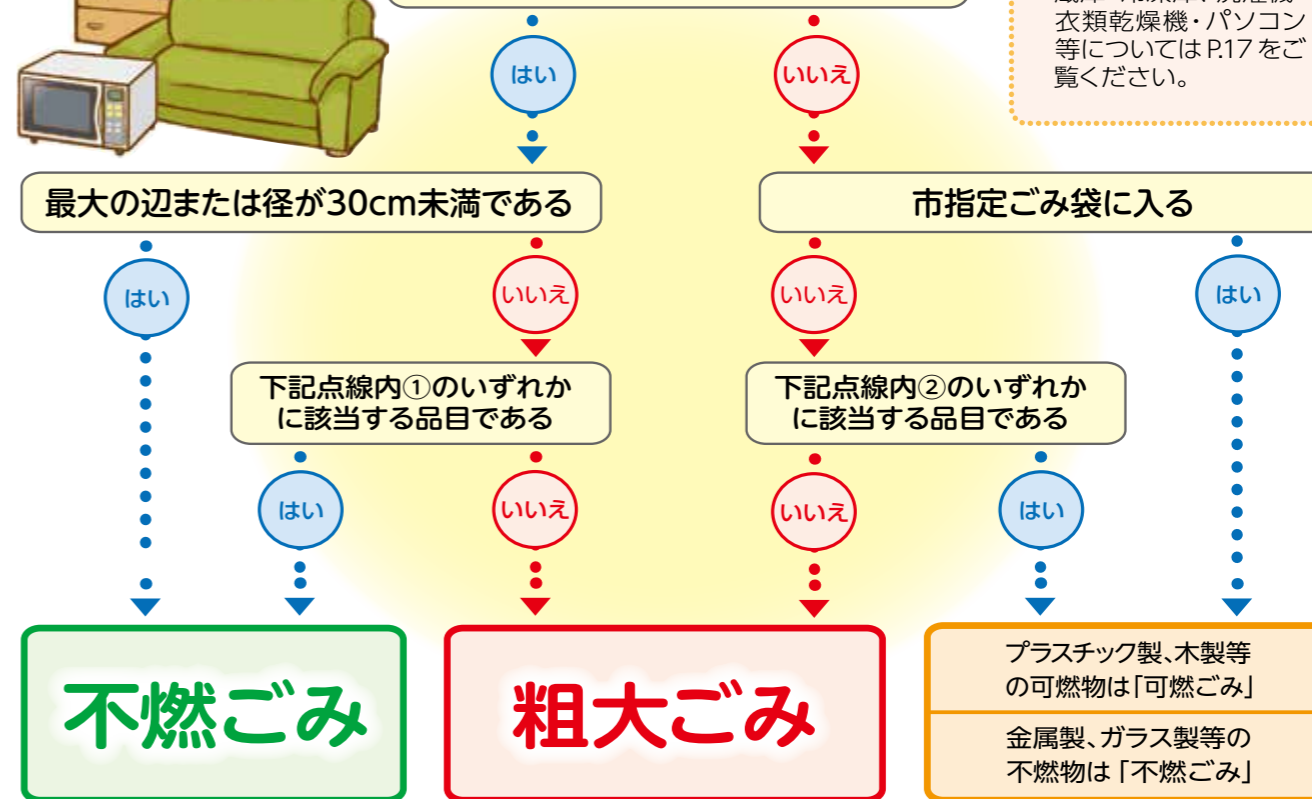 衣類乾燥機・パソコン
等についてはP.17をご
覧ください。
はい
いいえ
最大の辺または径が30cm未満である
市指定ごみ袋に入る
はい
いいえ
いいえ
はい
下記点線内①のいずれか
に該当する品目である
下記点線内②のいずれか
に該当する品目である
はい
いいえ
いいえ
はい
不燃ごみ
粗大ごみ
プラスチック製、木製等
の可燃物は「可燃ごみ」
金属製、ガラス製等の
不燃物は「不燃ごみ」